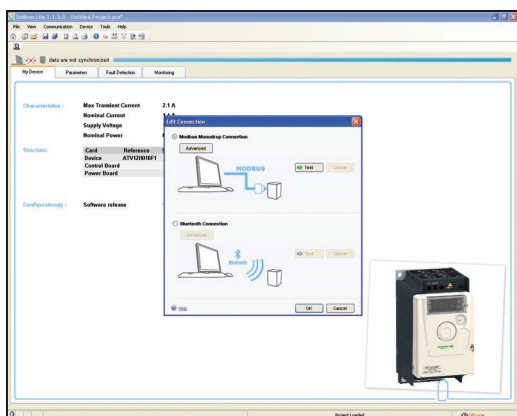 SoMove Lite 1.1.5.0 - Untitled Project.psx*
File View Communication Device Tools Help
data are not synchronized
My Device Parameters Fault Detection Monitoring
Characteristics : Max Transient Current 2.1 A
Nominal Current
Supply Voltage
Nominal Power
Structure: Card Reference
Device ATV12H018F1
Control Board
Power Board
Configuration(s) : Software release
Edit Connection
Modbus Monodrop Connection
Advanced
MODBUS
Test Cancel
Bluetooth Connection
Advanced
Bluetooth
Test Cancel
Help
OK Cancel
Project Loaded